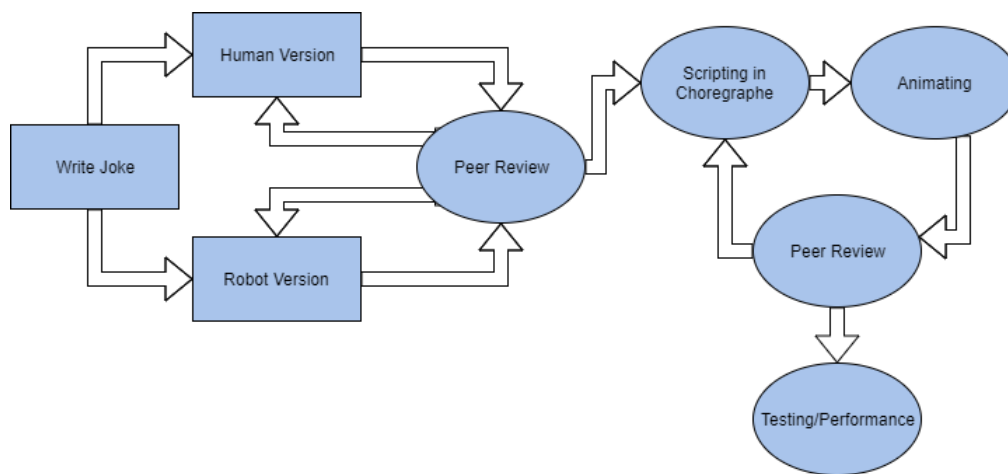 Human Version
Write Joke
Peer Review
Robot Version
Scripting in
Choregraphe
Animating
Peer Review
Testing/Performance